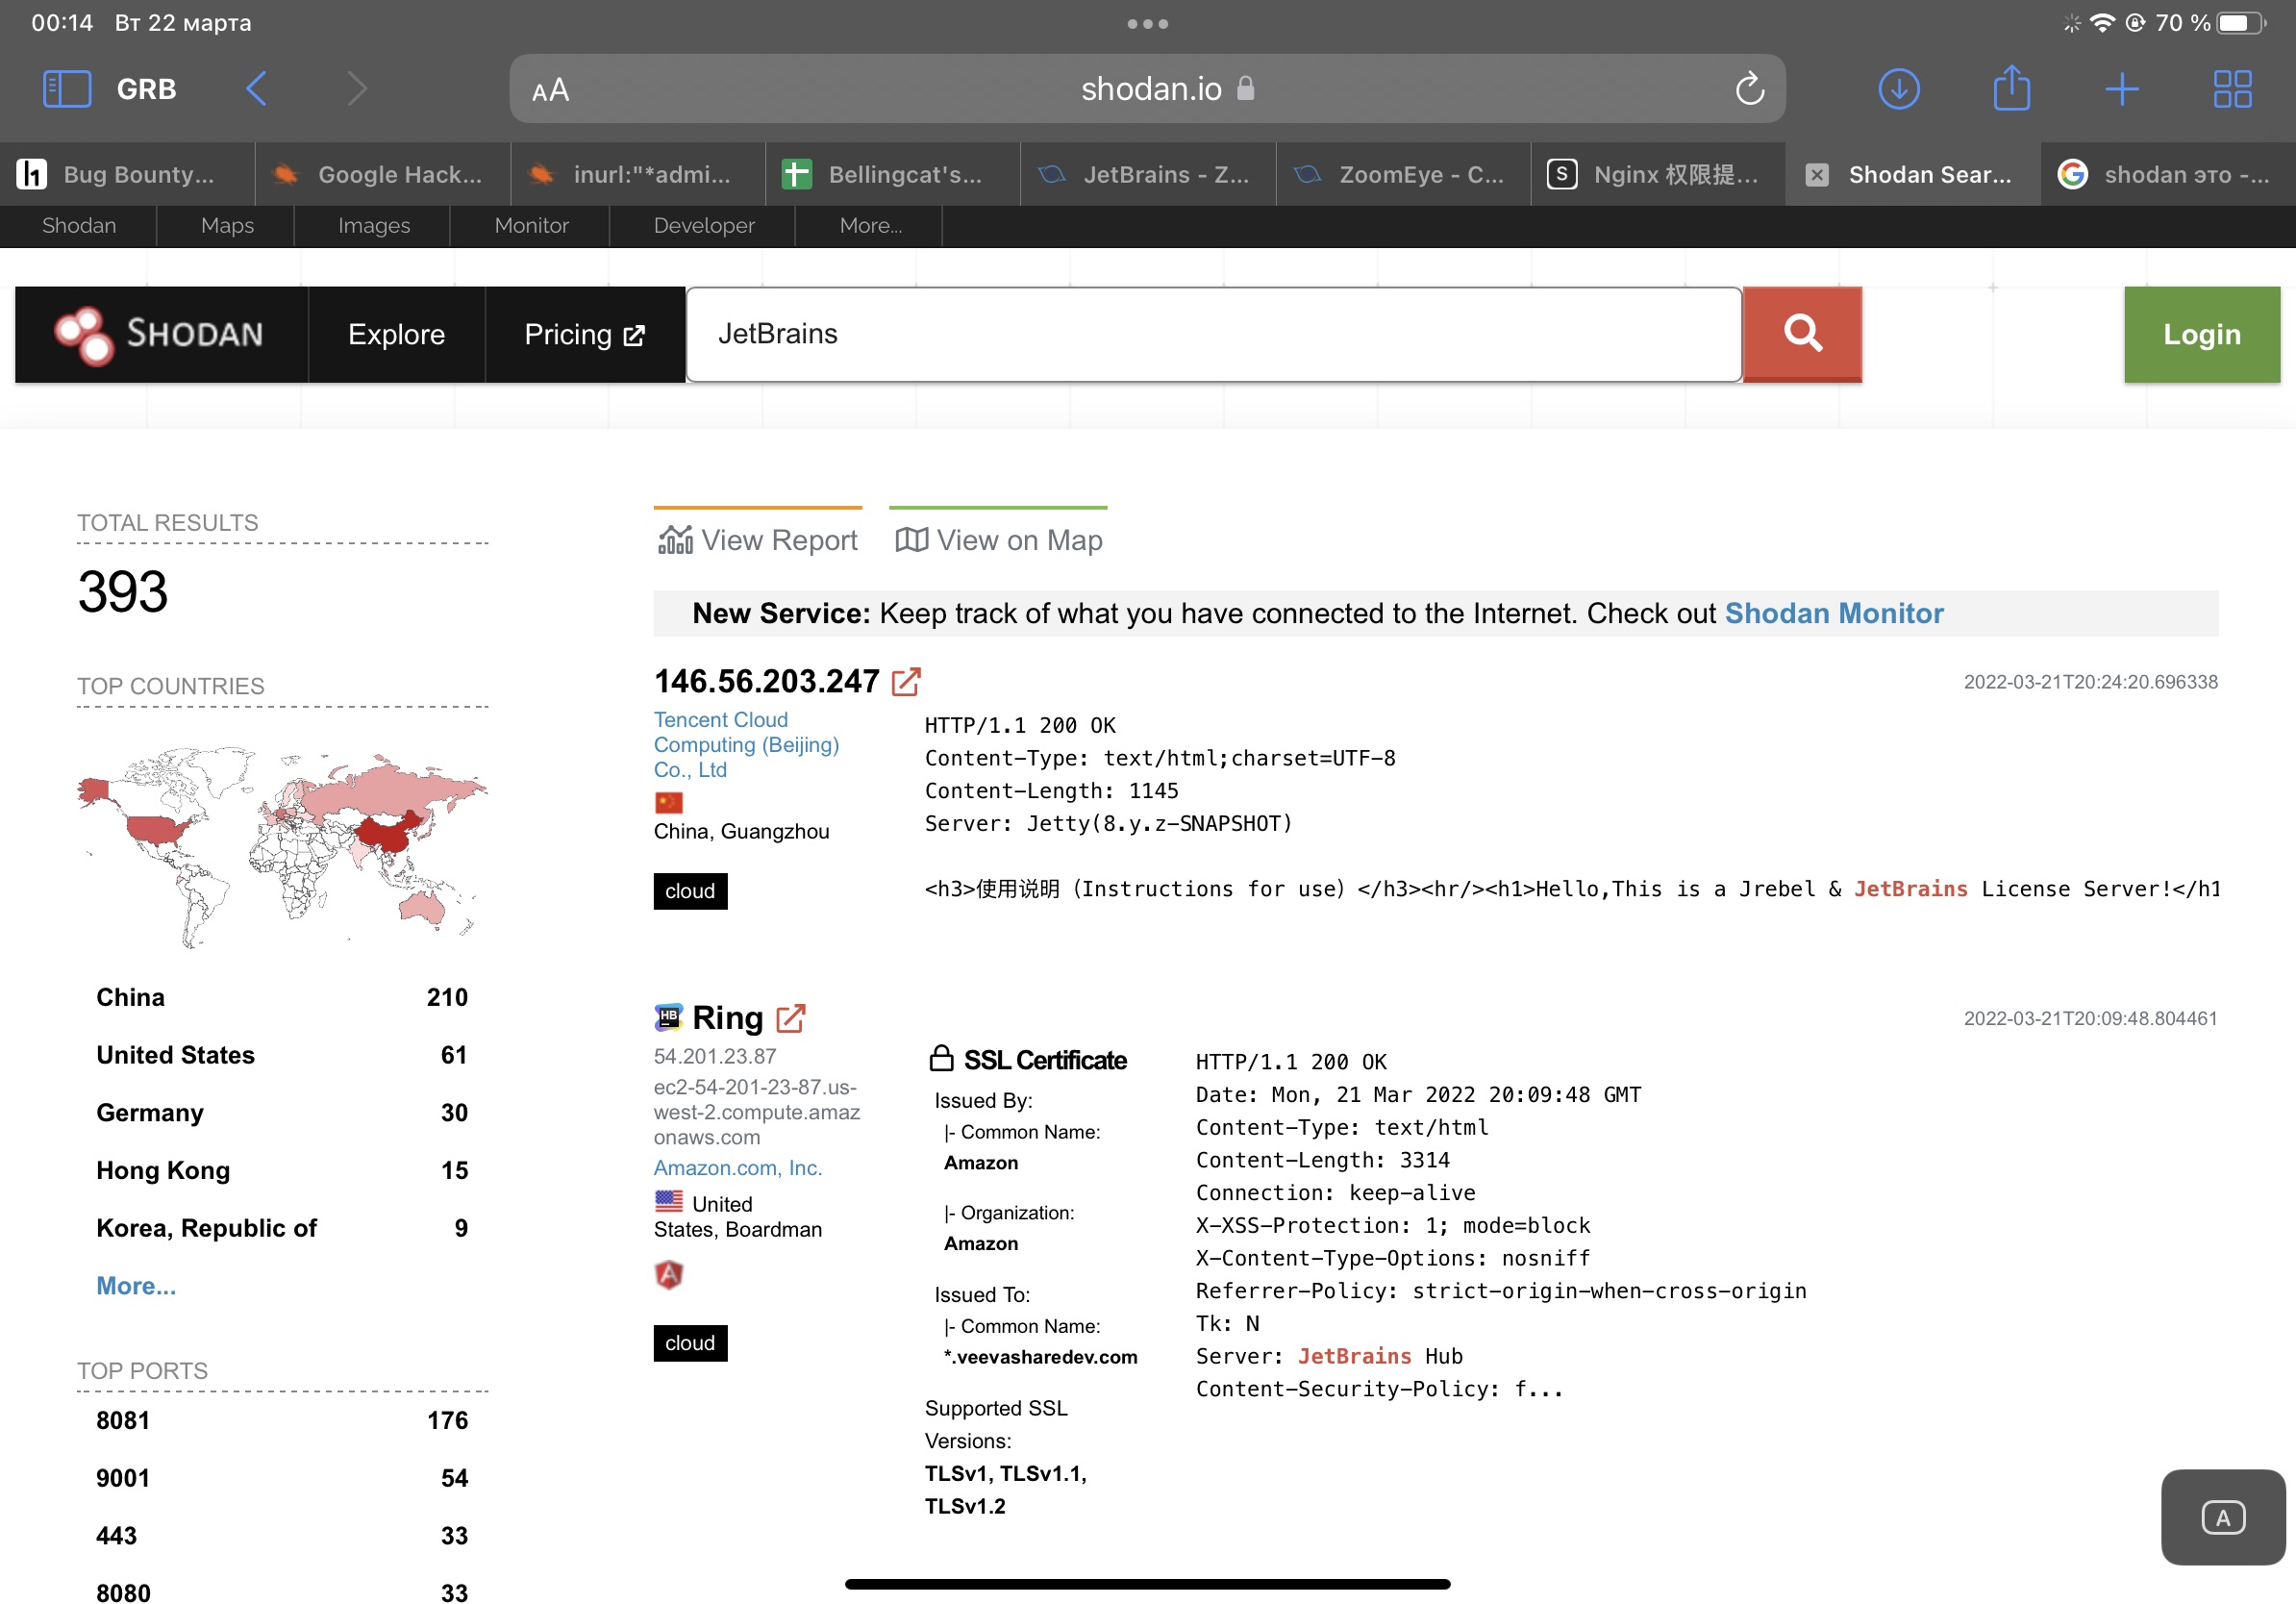 00:14 Вт 22 марта
70 %
GRB
AA
shodan.io
Bug Bounty...
Google Hack...
inurl:"*admi...
Bellingcat's...
JetBrains - Z...
ZoomEye - C...
Nginx 权限提...
Shodan Sear...
shodan это -...
Shodan
Maps
Images
Monitor
Developer
More...
SHODAN
Explore
Pricing
JetBrains
Login
TOTAL RESULTS
393
TOP COUNTRIES
China 210
United States 61
Germany 30
Hong Kong 15
Korea, Republic of 9
More...
TOP PORTS
8081 176
9001 54
443 33
8080 33
View Report
View on Map
New Service: Keep track of what you have connected to the Internet. Check out Shodan Monitor
146.56.203.247
2022-03-21T20:24:20.696338
Tencent Cloud
Computing (Beijing)
Co., Ltd
China, Guangzhou
cloud
HTTP/1.1 200 OK
Content-Type: text/html;charset=UTF-8
Content-Length: 1145
Server: Jetty(8.y.z-SNAPSHOT)
<h3>使用说明（Instructions for use）</h3><hr/><h1>Hello,This is a Jrebel & JetBrains License Server!</h1
HB
Ring
2022-03-21T20:09:48.804461
54.201.23.87
ec2-54-201-23-87.us-
west-2.compute.amaz
onaws.com
Amazon.com, Inc.
United
States, Boardman
cloud
SSL Certificate
Issued By:
|- Common Name:
Amazon
|- Organization:
Amazon
Issued To:
|- Common Name:
*.veevasharedev.com
Supported SSL
Versions:
TLSv1, TLSv1.1,
TLSv1.2
HTTP/1.1 200 OK
Date: Mon, 21 Mar 2022 20:09:48 GMT
Content-Type: text/html
Content-Length: 3314
Connection: keep-alive
X-XSS-Protection: 1; mode=block
X-Content-Type-Options: nosniff
Referrer-Policy: strict-origin-when-cross-origin
Tk: N
Server: JetBrains Hub
Content-Security-Policy: f...
A